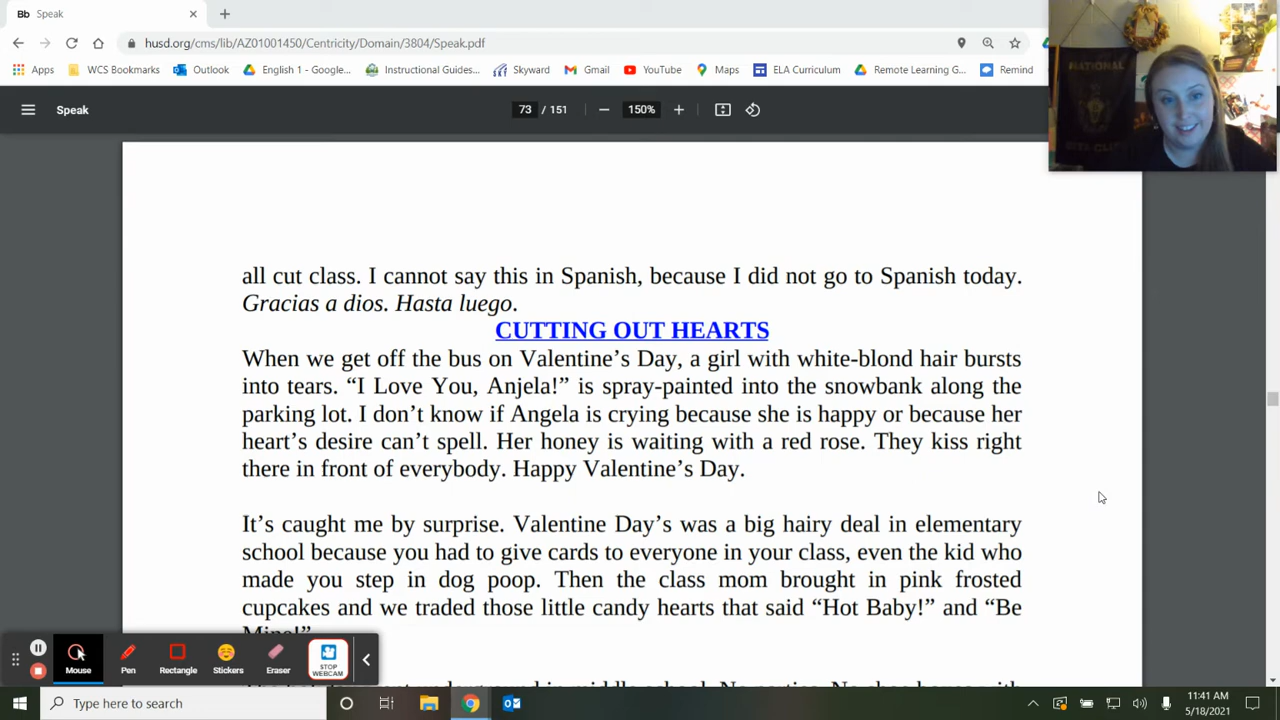 Bb Speak
husd.org/cms/lib/AZ01001450/Centricity/Domain/3804/Speak.pdf
Apps WCS Bookmarks Outlook English 1 - Google... Instructional Guides... Skyward Gmail YouTube Maps ELA Curriculum Remote Learning G... Remind
Speak 73 / 151 150%
NATIONAL
all cut class. I cannot say this in Spanish, because I did not go to Spanish today.
Gracias a dios. Hasta luego.
CUTTING OUT HEARTS
When we get off the bus on Valentine's Day, a girl with white-blond hair bursts
into tears. “I Love You, Anjela!” is spray-painted into the snowbank along the
parking lot. I don't know if Angela is crying because she is happy or because her
heart's desire can't spell. Her honey is waiting with a red rose. They kiss right
there in front of everybody. Happy Valentine's Day.
It's caught me by surprise. Valentine Day's was a big hairy deal in elementary
school because you had to give cards to everyone in your class, even the kid who
made you step in dog poop. Then the class mom brought in pink frosted
cupcakes and we traded those little candy hearts that said “Hot Baby!” and “Be
Mine!”
Mouse Pen Rectangle Stickers Eraser STOP WEBCAM
Type here to search
11:41 AM
5/18/2021